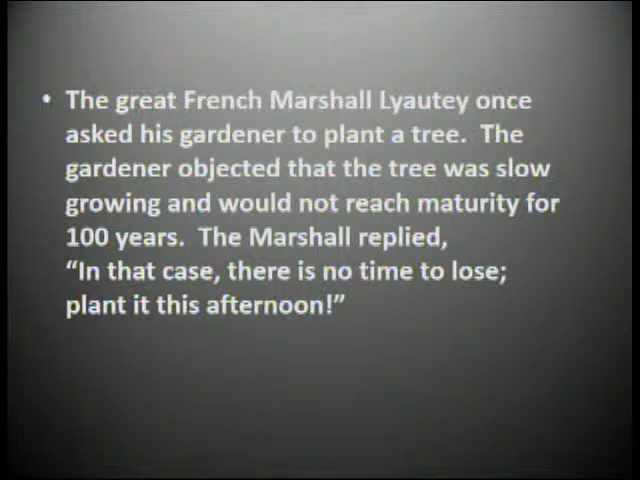 • The great French Marshall Lyautey once
asked his gardener to plant a tree.  The
gardener objected that the tree was slow
growing and would not reach maturity for
100 years.  The Marshall replied,
“In that case, there is no time to lose;
plant it this afternoon!”